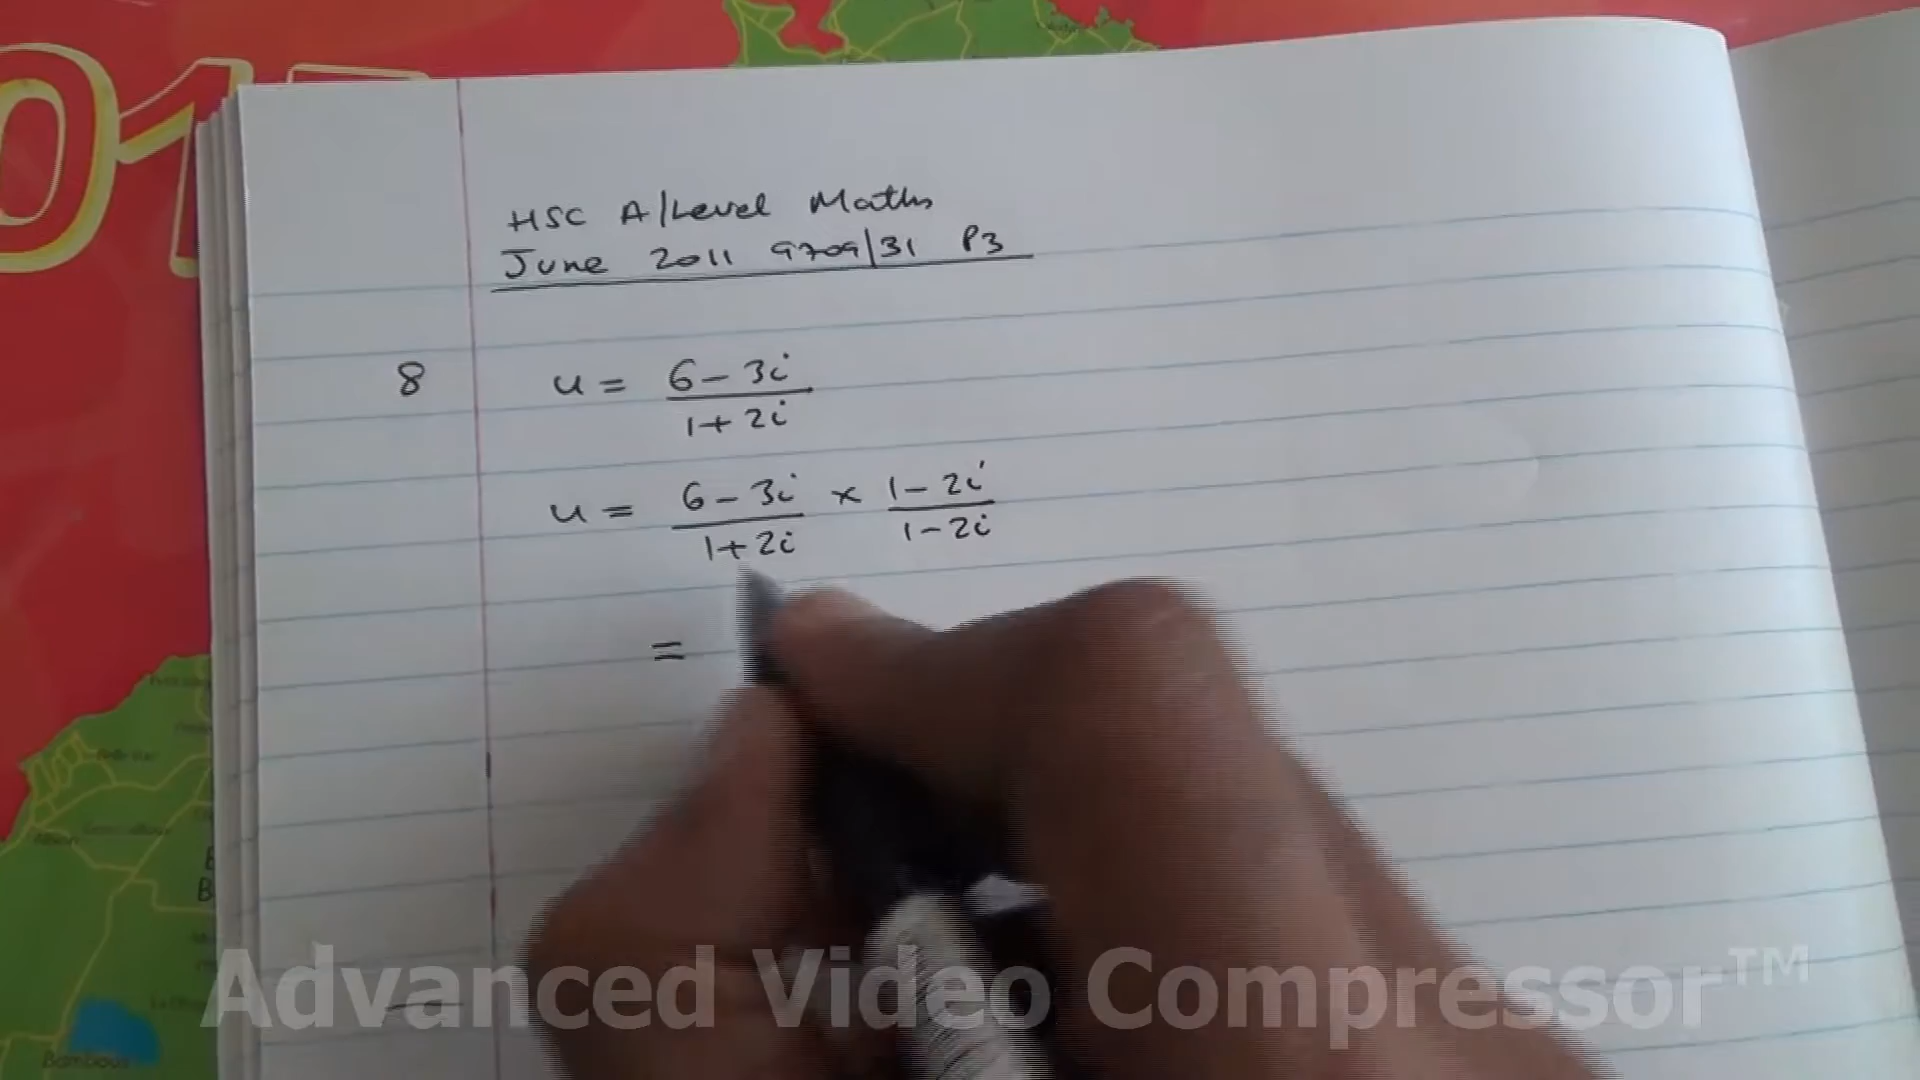 HSC A/Level Maths
June 2011 9709/31 P3
8 u = (6 - 3i)/(1 + 2i)
u = (6 - 3i)/(1 + 2i) × (1 - 2i)/(1 - 2i)
=
Advanced Video Compressor™